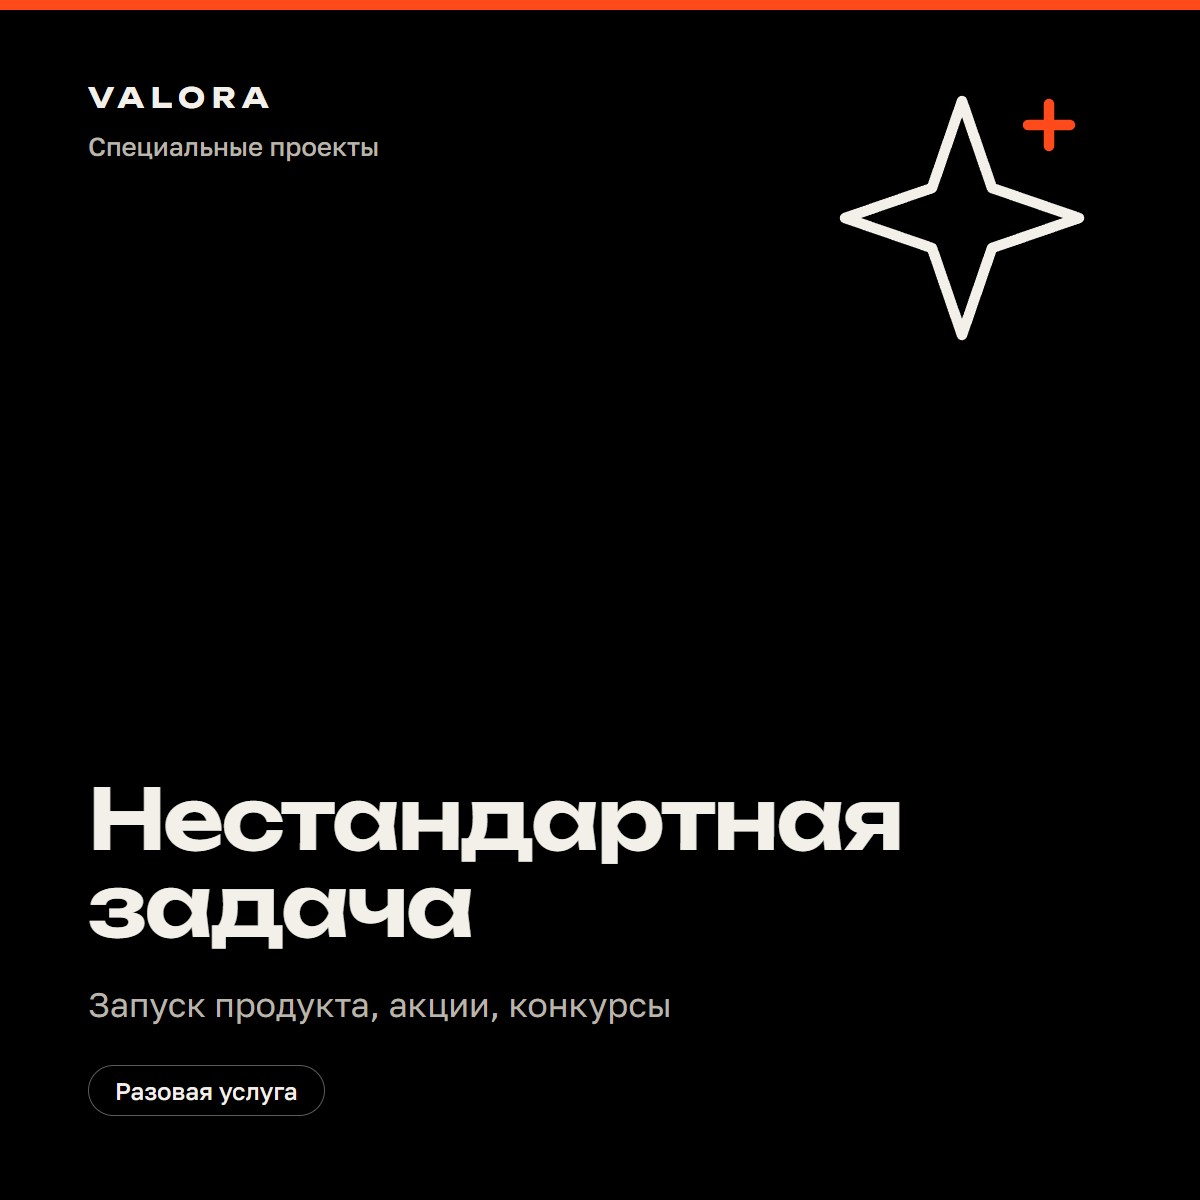 VALORA
Специальные проекты
Нестандартная
задача
Запуск продукта, акции, конкурсы
Разовая услуга